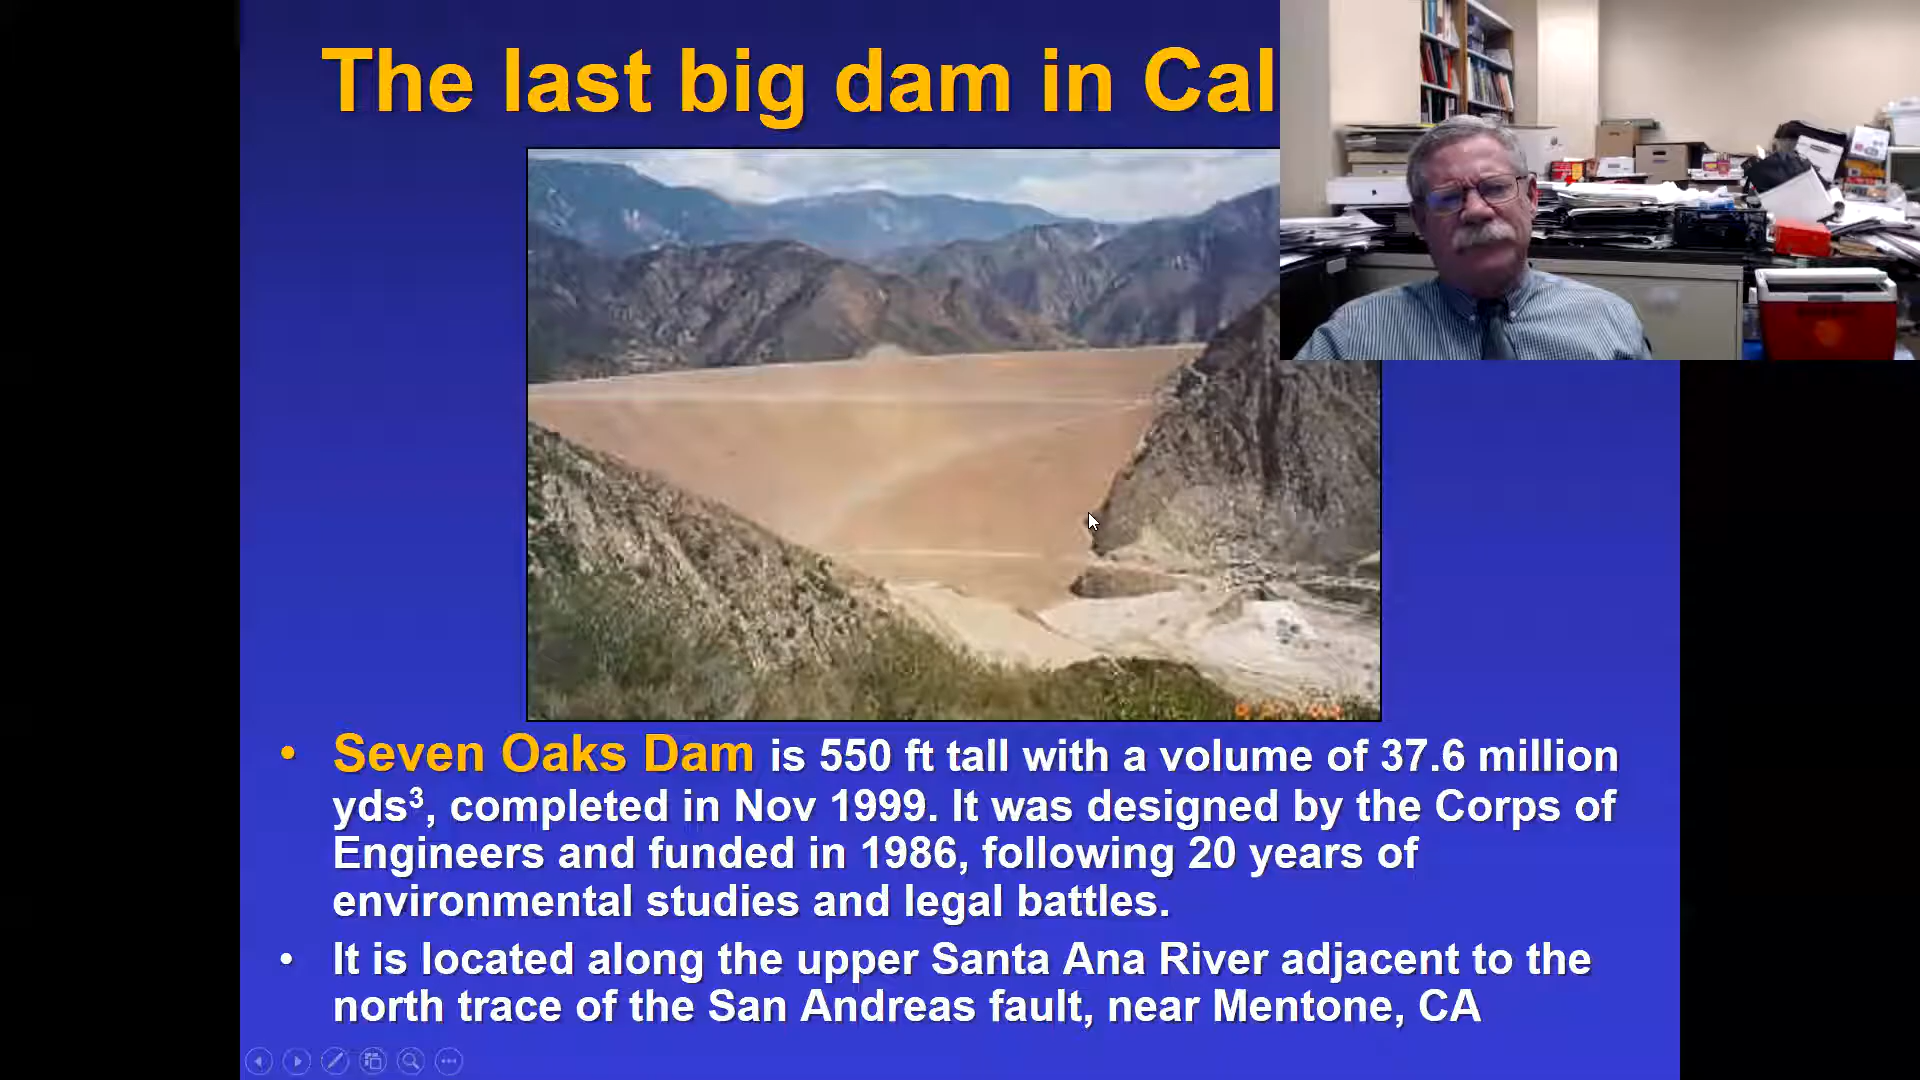 The last big dam in Cal
• Seven Oaks Dam is 550 ft tall with a volume of 37.6 million
yds³, completed in Nov 1999. It was designed by the Corps of
Engineers and funded in 1986, following 20 years of
environmental studies and legal battles.
• It is located along the upper Santa Ana River adjacent to the
north trace of the San Andreas fault, near Mentone, CA